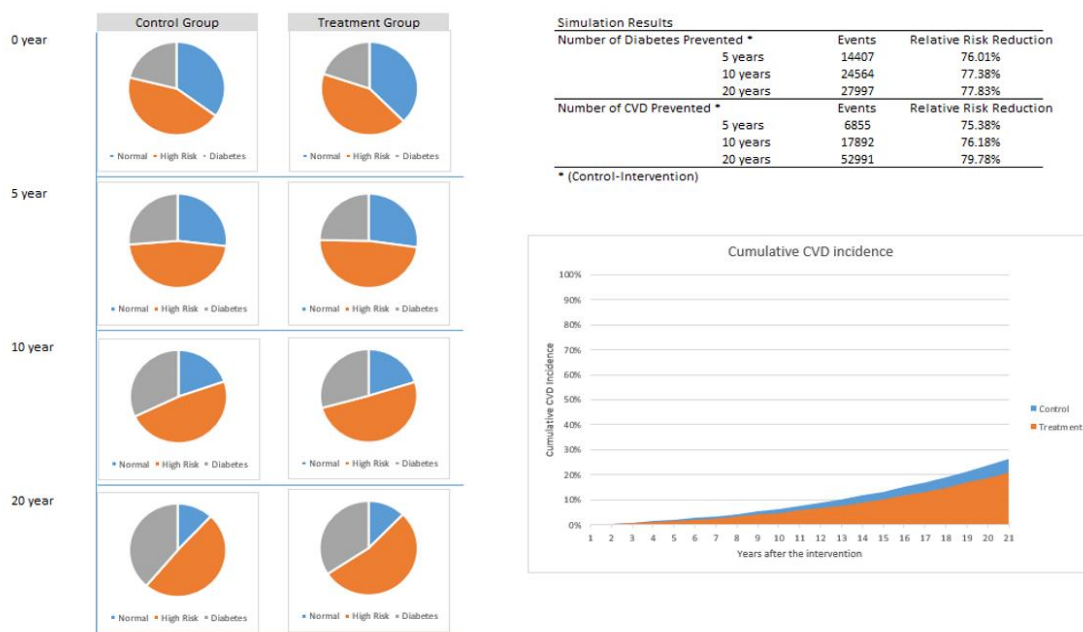 Control Group Treatment Group
0 year
Normal High Risk Diabetes
Normal High Risk Diabetes
5 year
Normal High Risk Diabetes
Normal High Risk Diabetes
10 year
Normal High Risk Diabetes
Normal High Risk Diabetes
20 year
Normal High Risk Diabetes
Normal High Risk Diabetes
Simulation Results
Number of Diabetes Prevented * Events Relative Risk Reduction
5 years 14407 76.01%
10 years 24564 77.38%
20 years 27997 77.83%
Number of CVD Prevented * Events Relative Risk Reduction
5 years 6855 75.38%
10 years 17892 76.18%
20 years 52991 79.78%
* (Control-Intervention)
Cumulative CVD incidence
Cumulative CVD Incidence
100%
90%
80%
70%
60%
50%
40%
30%
20%
10%
0%
1 2 3 4 5 6 7 8 9 10 11 12 13 14 15 16 17 18 19 20 21
Years after the intervention
Control
Treatment